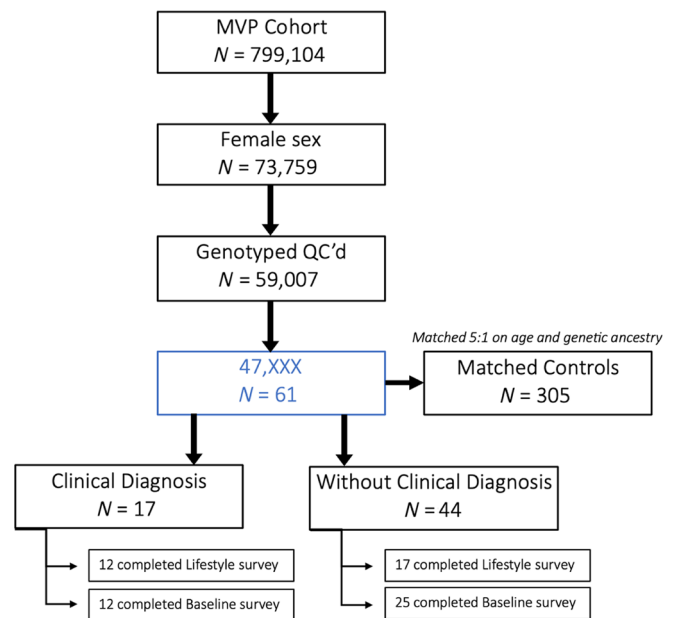 MVP Cohort
N = 799,104
Female sex
N = 73,759
Genotyped QC’d
N = 59,007
Matched 5:1 on age and genetic ancestry
47,XXX
N = 61
Matched Controls
N = 305
Clinical Diagnosis
N = 17
Without Clinical Diagnosis
N = 44
12 completed Lifestyle survey
17 completed Lifestyle survey
12 completed Baseline survey
25 completed Baseline survey